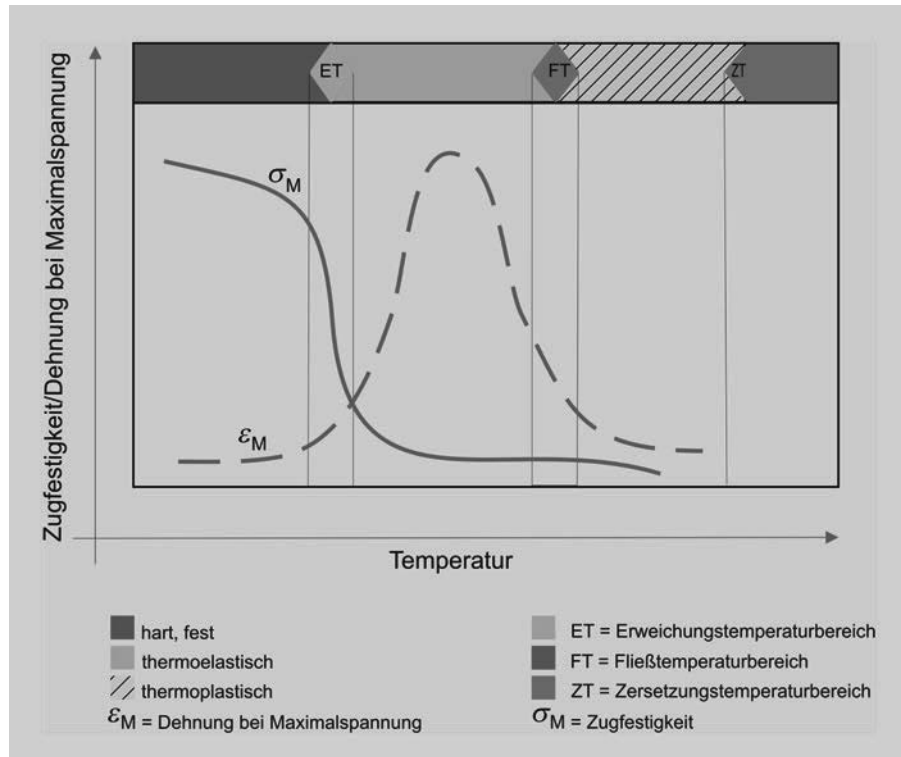 Zugfestigkeit/Dehnung bei Maximalspannung
ET
FT
ZT
σM
εM
Temperatur
hart, fest
thermoelastisch
thermoplastisch
εM = Dehnung bei Maximalspannung
ET = Erweichungstemperaturbereich
FT = Fließtemperaturbereich
ZT = Zersetzungstemperaturbereich
σM = Zugfestigkeit